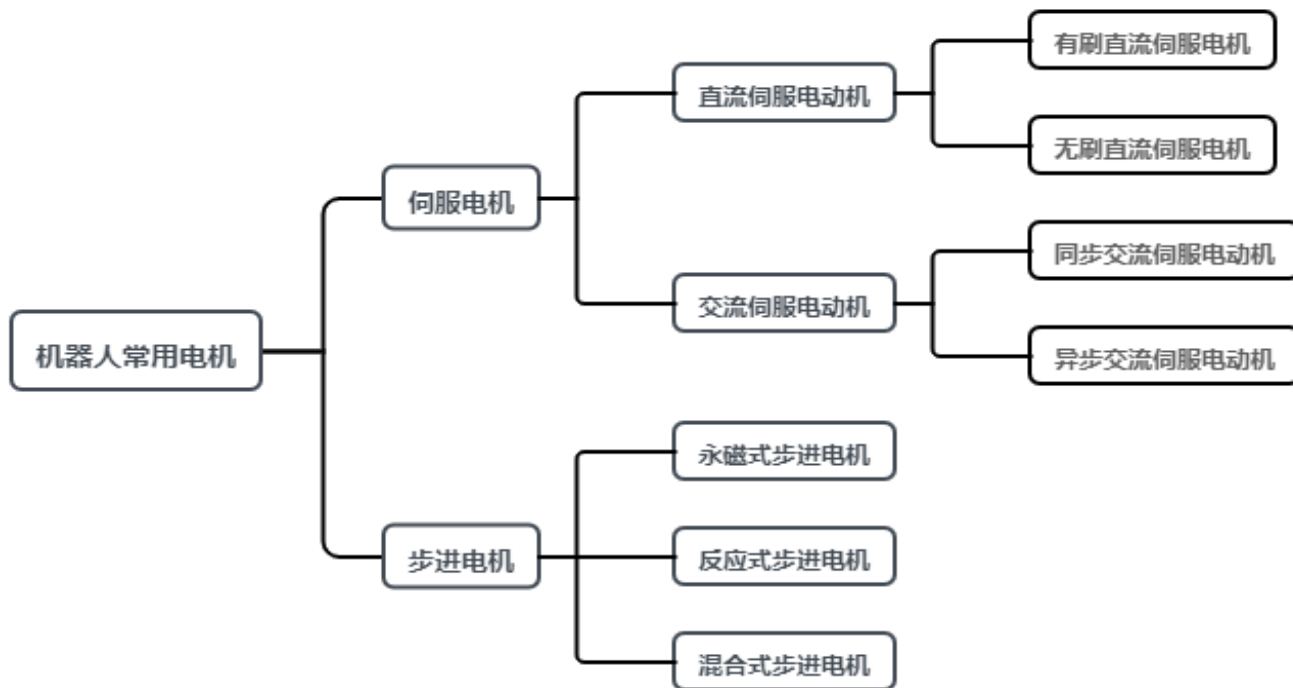 机器人常用电机
伺服电机
直流伺服电动机
有刷直流伺服电机
无刷直流伺服电机
交流伺服电动机
同步交流伺服电动机
异步交流伺服电动机
步进电机
永磁式步进电机
反应式步进电机
混合式步进电机